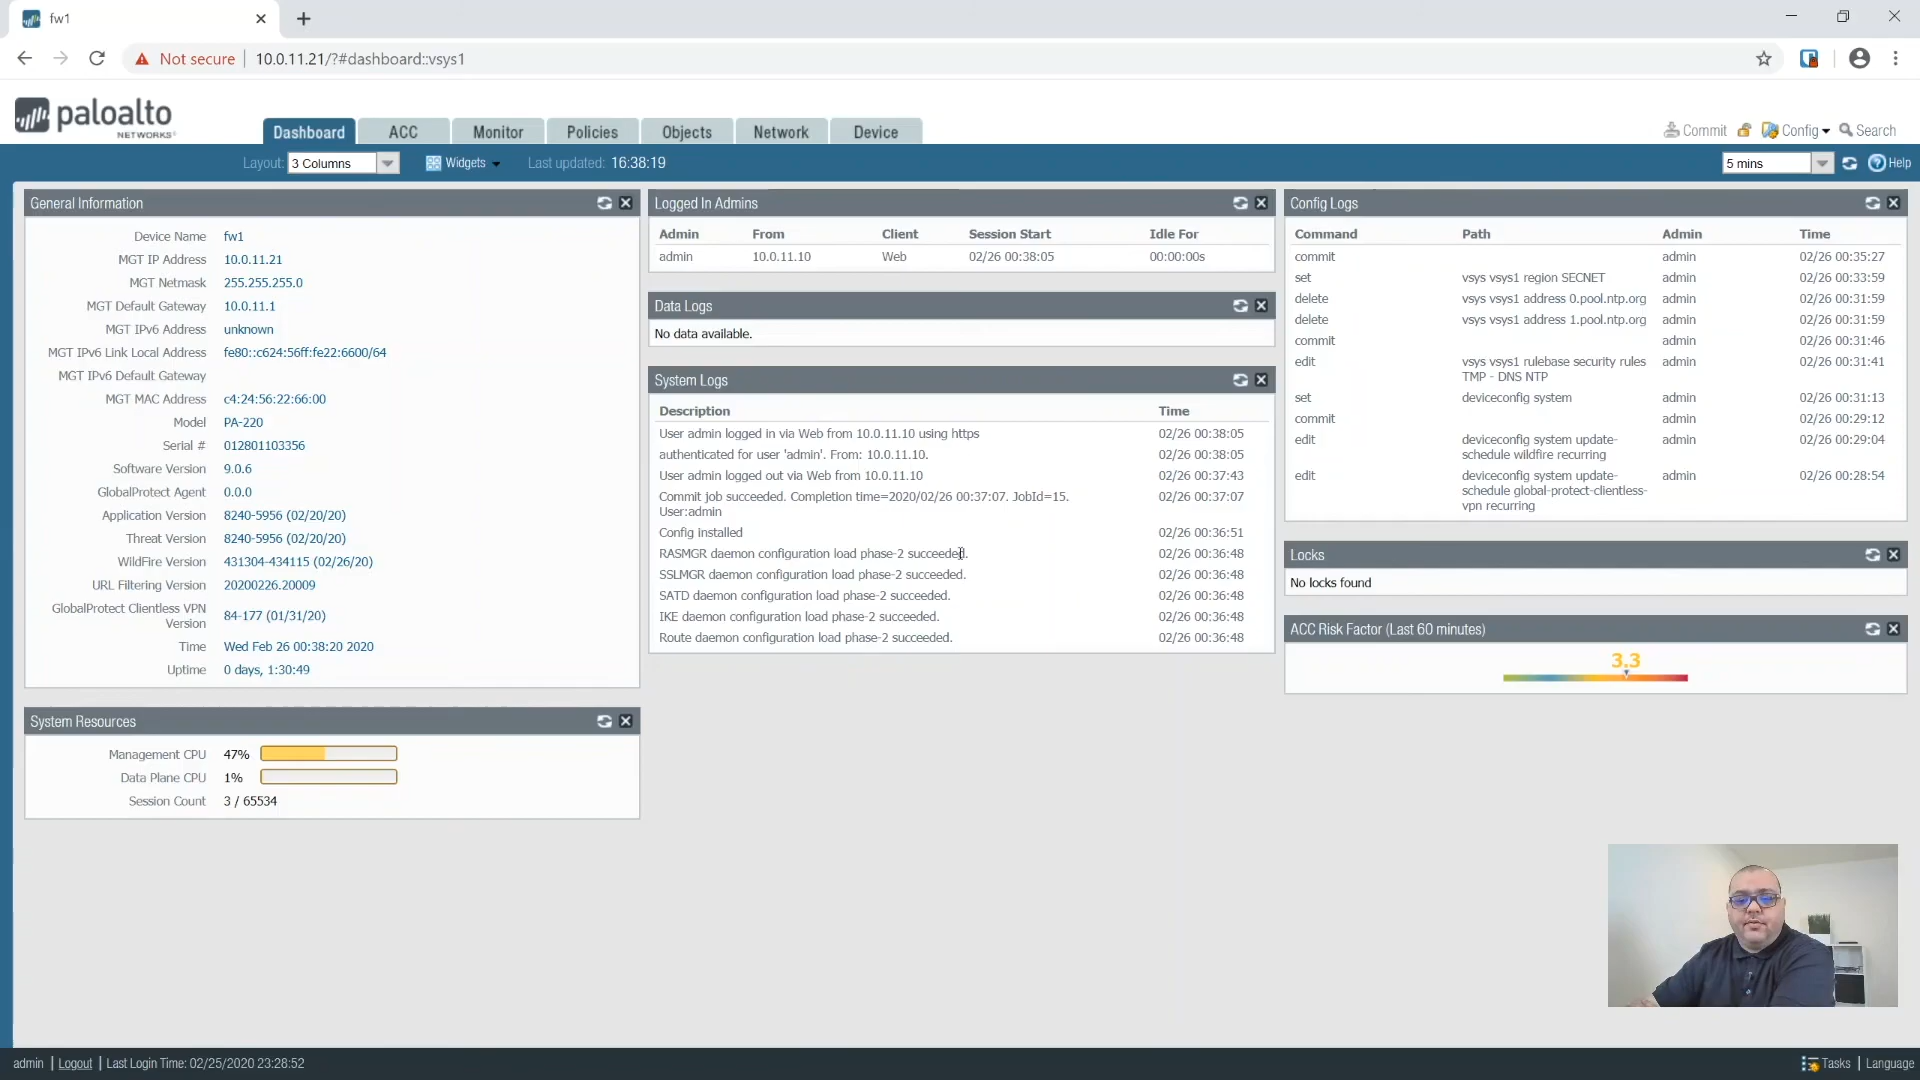 fw1
Not secure
10.0.11.21/?#dashboard::vsys1
paloalto
NETWORKS
Dashboard
ACC
Monitor
Policies
Objects
Network
Device
Commit
Config
Search
Layout: 3 Columns
Widgets
Last updated: 16:38:19
5 mins
Help
General Information
Device Name fw1
MGT IP Address 10.0.11.21
MGT Netmask 255.255.255.0
MGT Default Gateway 10.0.11.1
MGT IPv6 Address unknown
MGT IPv6 Link Local Address fe80::c624:56ff:fe22:6600/64
MGT IPv6 Default Gateway
MGT MAC Address c4:24:56:22:66:00
Model PA-220
Serial # 012801103356
Software Version 9.0.6
GlobalProtect Agent 0.0.0
Application Version 8240-5956 (02/20/20)
Threat Version 8240-5956 (02/20/20)
WildFire Version 431304-434115 (02/26/20)
URL Filtering Version 20200226.20009
GlobalProtect Clientless VPN
Version 84-177 (01/31/20)
Time Wed Feb 26 00:38:20 2020
Uptime 0 days, 1:30:49
System Resources
Management CPU 47%
Data Plane CPU 1%
Session Count 3 / 65534
Logged In Admins
Admin From Client Session Start Idle For
admin 10.0.11.10 Web 02/26 00:38:05 00:00:00s
Data Logs
No data available.
System Logs
Description Time
User admin logged in via Web from 10.0.11.10 using https 02/26 00:38:05
authenticated for user 'admin'. From: 10.0.11.10. 02/26 00:38:05
User admin logged out via Web from 10.0.11.10 02/26 00:37:43
Commit job succeeded. Completion time=2020/02/26 00:37:07. JobId=15. 02/26 00:37:07
User:admin
Config installed 02/26 00:36:51
RASMGR daemon configuration load phase-2 succeeded. 02/26 00:36:48
SSLMGR daemon configuration load phase-2 succeeded. 02/26 00:36:48
SATD daemon configuration load phase-2 succeeded. 02/26 00:36:48
IKE daemon configuration load phase-2 succeeded. 02/26 00:36:48
Route daemon configuration load phase-2 succeeded. 02/26 00:36:48
Config Logs
Command Path Admin Time
commit admin 02/26 00:35:27
set vsys vsys1 region SECNET admin 02/26 00:33:59
delete vsys vsys1 address 0.pool.ntp.org admin 02/26 00:31:59
delete vsys vsys1 address 1.pool.ntp.org admin 02/26 00:31:59
commit admin 02/26 00:31:46
edit vsys vsys1 rulebase security rules admin 02/26 00:31:41
TMP - DNS NTP
set deviceconfig system admin 02/26 00:31:13
commit admin 02/26 00:29:12
edit deviceconfig system update- admin 02/26 00:29:04
schedule wildfire recurring
edit deviceconfig system update- admin 02/26 00:28:54
schedule global-protect-clientless-
vpn recurring
Locks
No locks found
ACC Risk Factor (Last 60 minutes)
3.3
admin | Logout | Last Login Time: 02/25/2020 23:28:52
Tasks | Language